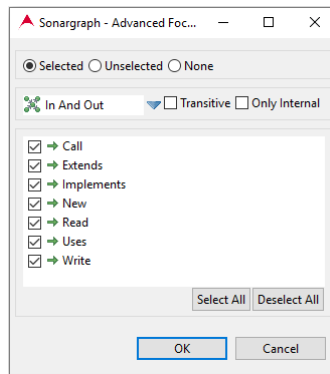 Sonargraph - Advanced Foc...
Selected Unselected None
In And Out Transitive Only Internal
Call
Extends
Implements
New
Read
Uses
Write
Select All Deselect All
OK Cancel